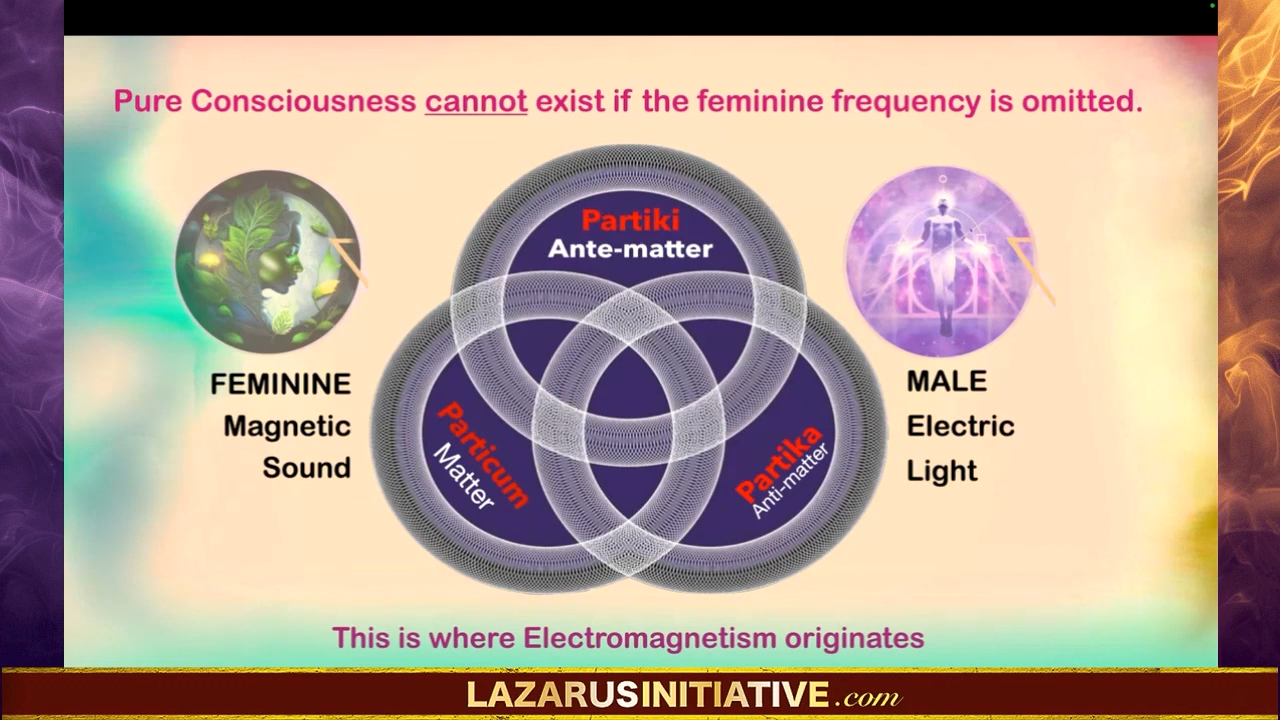 Pure Consciousness cannot exist if the feminine frequency is omitted.
Partiki
Ante-matter
FEMININE
Magnetic
Sound
Particum
Matter
Partika
Anti-matter
MALE
Electric
Light
This is where Electromagnetism originates
LAZARUSINITIATIVE.com